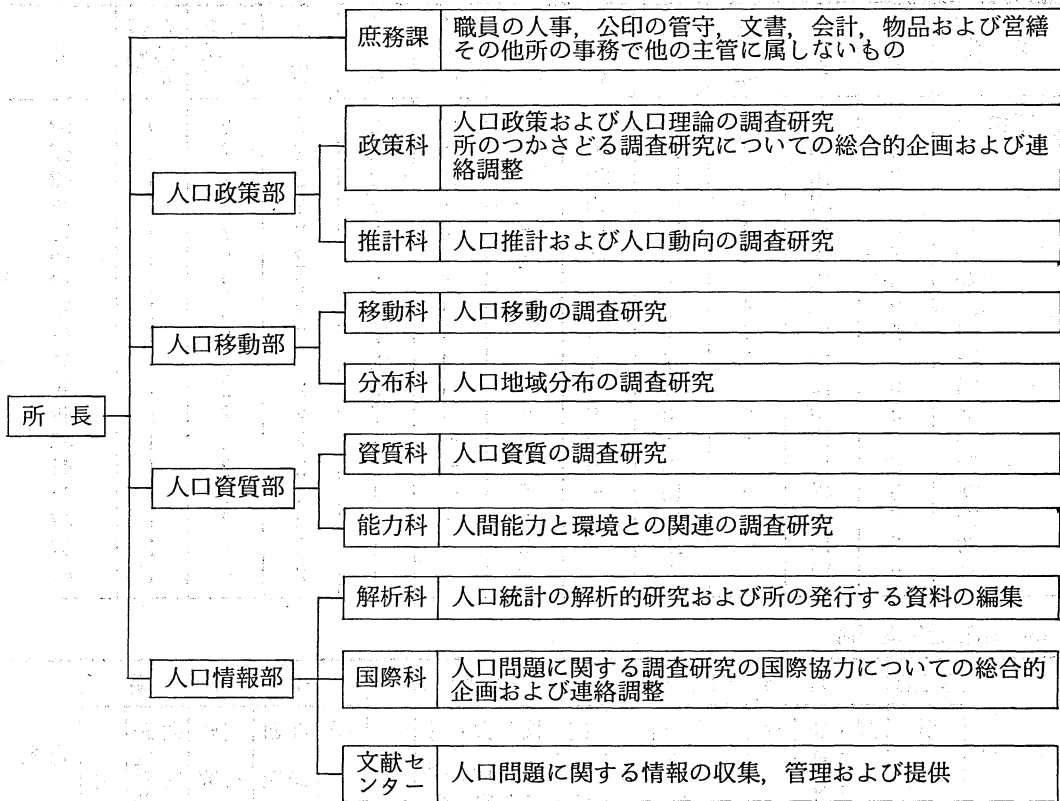 庶務課
職員の人事，公印の管守，文書，会計，物品および営繕
その他所の事務で他の主管に属しないもの
人口政策部
政策科
人口政策および人口理論の調査研究
所のつかさどる調査研究についての総合的企画および連
絡調整
推計科
人口推計および人口動向の調査研究
人口移動部
移動科
人口移動の調査研究
分布科
人口地域分布の調査研究
所　長
人口資質部
資質科
人口資質の調査研究
能力科
人間能力と環境との関連の調査研究
人口情報部
解析科
人口統計の解析的研究および所の発行する資料の編集
国際科
人口問題に関する調査研究の国際協力についての総合的
企画および連絡調整
文献セ
ンター
人口問題に関する情報の収集，管理および提供